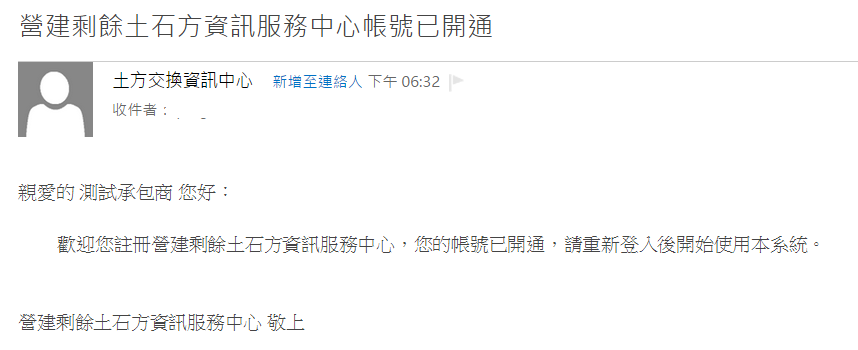 營建剩餘土石方資訊服務中心帳號已開通
土方交換資訊中心 新增至連絡人 下午 06:32
收件者：
親愛的 測試承包商 您好：
歡迎您註冊營建剩餘土石方資訊服務中心，您的帳號已開通，請重新登入後開始使用本系統。
營建剩餘土石方資訊服務中心 敬上